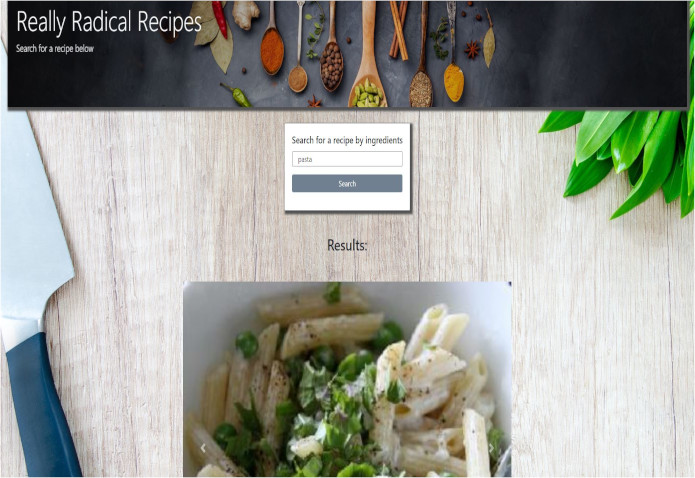 Really Radical Recipes
Search for a recipe below
Search for a recipe by ingredients
pasta
Search
Results: